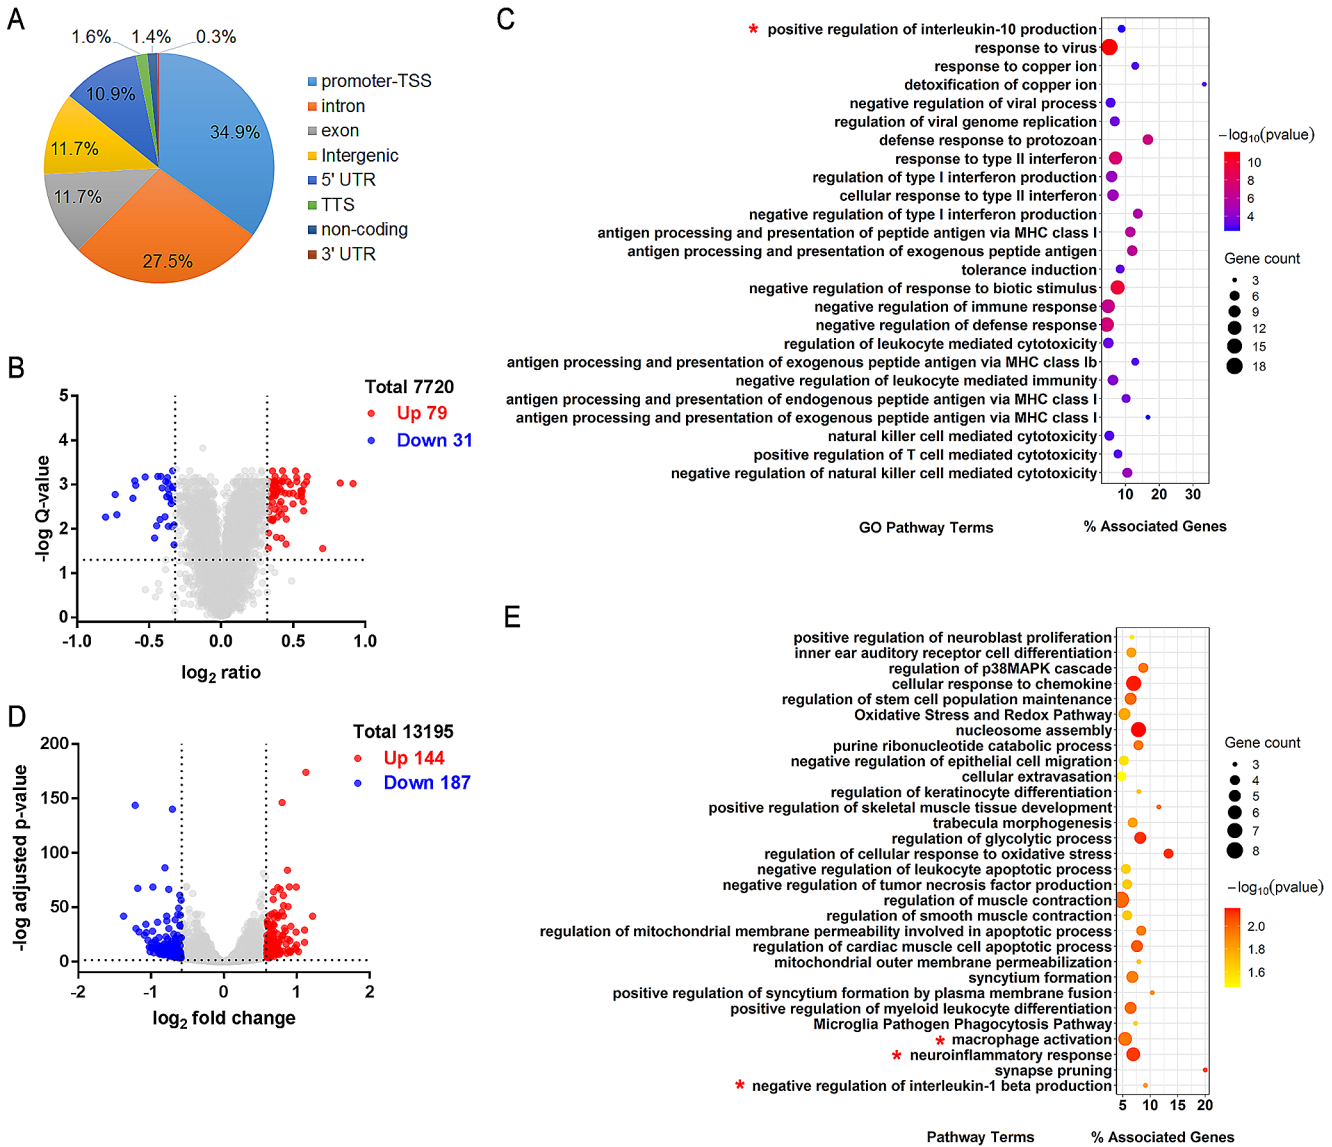 A
1.6%
1.4%
0.3%
10.9%
34.9%
11.7%
11.7%
27.5%
promoter-TSS
intron
exon
Intergenic
5' UTR
TTS
non-coding
3' UTR
B
Total 7720
Up 79
Down 31
-log Q-value
5
4
3
2
1
0
-1.0
-0.5
0.0
0.5
1.0
log2 ratio
D
Total 13195
Up 144
Down 187
-log adjusted p-value
200
150
100
50
0
-2
-1
0
1
2
log2 fold change
C
* positive regulation of interleukin-10 production
response to virus
response to copper ion
detoxification of copper ion
negative regulation of viral process
regulation of viral genome replication
defense response to protozoan
response to type II interferon
regulation of type I interferon production
cellular response to type II interferon
negative regulation of type I interferon production
antigen processing and presentation of peptide antigen via MHC class I
antigen processing and presentation of exogenous peptide antigen
tolerance induction
negative regulation of response to biotic stimulus
negative regulation of immune response
negative regulation of defense response
regulation of leukocyte mediated cytotoxicity
antigen processing and presentation of exogenous peptide antigen via MHC class Ib
negative regulation of leukocyte mediated immunity
antigen processing and presentation of endogenous peptide antigen via MHC class I
antigen processing and presentation of exogenous peptide antigen via MHC class I
natural killer cell mediated cytotoxicity
positive regulation of T cell mediated cytotoxicity
negative regulation of natural killer cell mediated cytotoxicity
10 20 30
GO Pathway Terms
% Associated Genes
−log10(pvalue)
10
8
6
4
Gene count
3
6
9
12
15
18
E
positive regulation of neuroblast proliferation
inner ear auditory receptor cell differentiation
regulation of p38MAPK cascade
cellular response to chemokine
regulation of stem cell population maintenance
Oxidative Stress and Redox Pathway
nucleosome assembly
purine ribonucleotide catabolic process
negative regulation of epithelial cell migration
cellular extravasation
regulation of keratinocyte differentiation
positive regulation of skeletal muscle tissue development
trabecula morphogenesis
regulation of glycolytic process
regulation of cellular response to oxidative stress
negative regulation of leukocyte apoptotic process
negative regulation of tumor necrosis factor production
regulation of muscle contraction
regulation of smooth muscle contraction
regulation of mitochondrial membrane permeability involved in apoptotic process
regulation of cardiac muscle cell apoptotic process
mitochondrial outer membrane permeabilization
syncytium formation
positive regulation of syncytium formation by plasma membrane fusion
positive regulation of myeloid leukocyte differentiation
Microglia Pathogen Phagocytosis Pathway
* macrophage activation
* neuroinflammatory response
synapse pruning
* negative regulation of interleukin-1 beta production
5 10 15 20
Pathway Terms
% Associated Genes
Gene count
3
4
5
6
7
8
−log10(pvalue)
2.0
1.8
1.6